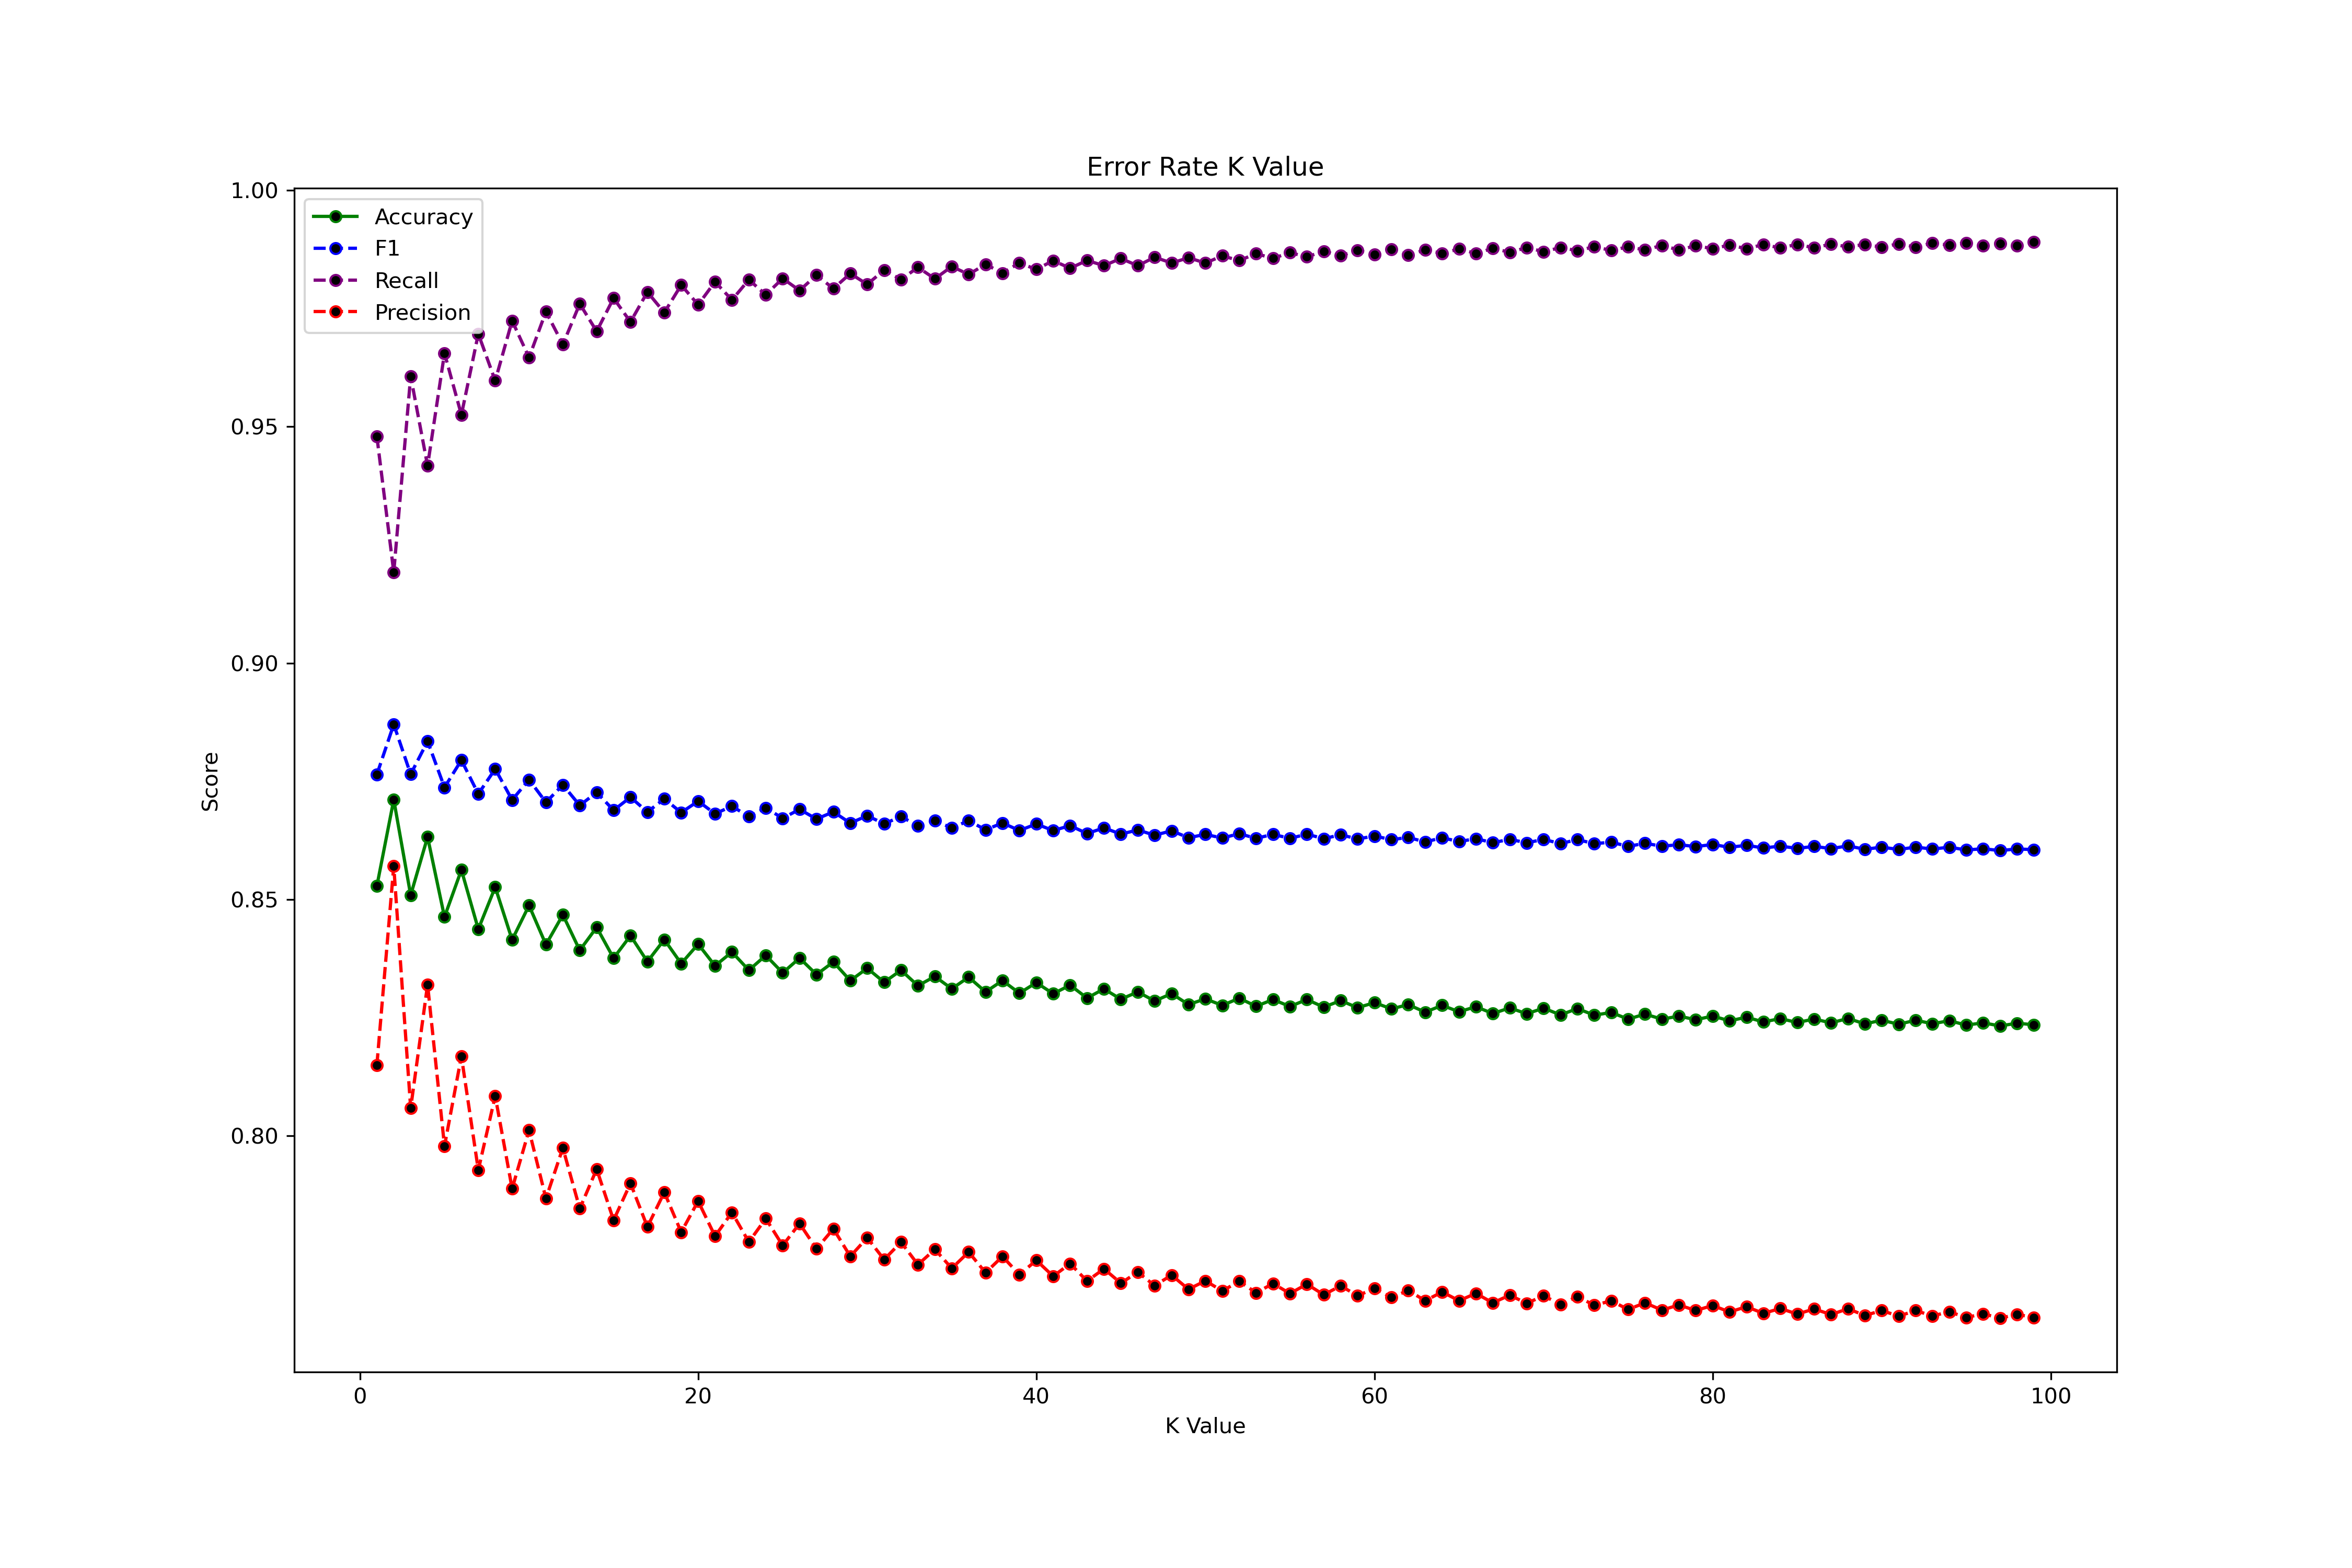 Error Rate K Value
1.00
0.95
0.90
0.85
0.80
Score
Accuracy
F1
Recall
Precision
0
20
40
60
80
100
K Value